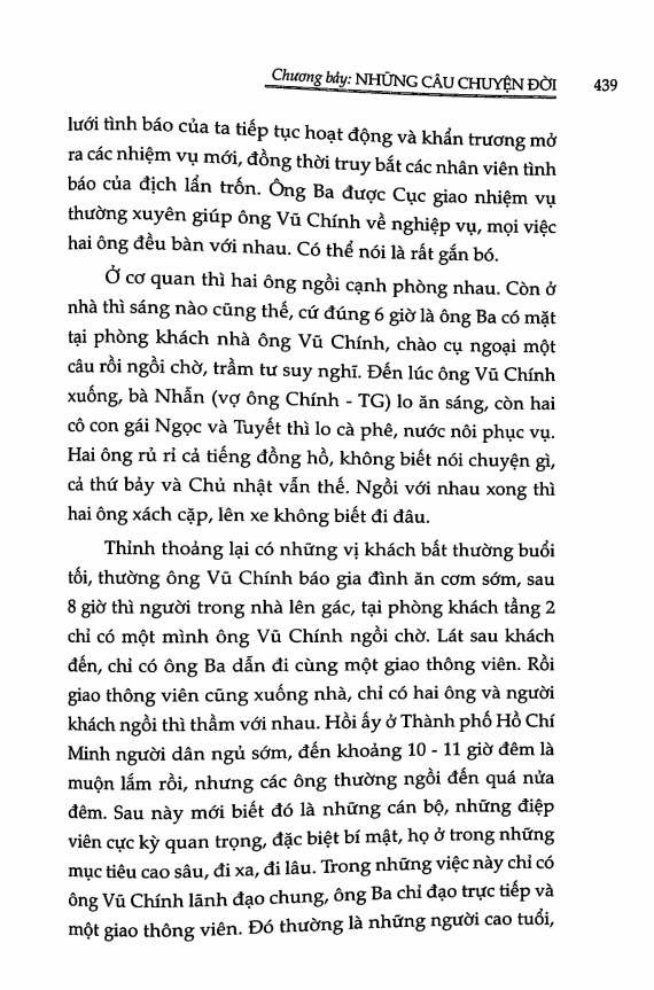 Chương bảy: NHỮNG CÂU CHUYỆN ĐỜI 439
lưới tình báo của ta tiếp tục hoạt động và khẩn trương mở
ra các nhiệm vụ mới, đồng thời truy bắt các nhân viên tình
báo của địch lẩn trốn. Ông Ba được Cục giao nhiệm vụ
thường xuyên giúp ông Vũ Chính về nghiệp vụ, mọi việc
hai ông đều bàn với nhau. Có thể nói là rất gắn bó.
Ở cơ quan thì hai ông ngồi cạnh phòng nhau. Còn ở
nhà thì sáng nào cũng thế, cứ đúng 6 giờ là ông Ba có mặt
tại phòng khách nhà ông Vũ Chính, chào cụ ngoại một
câu rồi ngồi chờ, trầm tư suy nghĩ. Đến lúc ông Vũ Chính
xuống, bà Nhẫn (vợ ông Chính - TG) lo ăn sáng, còn hai
cô con gái Ngọc và Tuyết thì lo cà phê, nước nôi phục vụ.
Hai ông rủ rỉ cả tiếng đồng hồ, không biết nói chuyện gì,
cả thứ bảy và Chủ nhật vẫn thế. Ngồi với nhau xong thì
hai ông xách cặp, lên xe không biết đi đâu.
Thỉnh thoảng lại có những vị khách bất thường buổi
tối, thường ông Vũ Chính báo gia đình ăn cơm sớm, sau
8 giờ thì người trong nhà lên gác, tại phòng khách tầng 2
chỉ có một mình ông Vũ Chính ngồi chờ. Lát sau khách
đến, chỉ có ông Ba dẫn đi cùng một giao thông viên. Rồi
giao thông viên cũng xuống nhà, chỉ có hai ông và người
khách ngồi thì thầm với nhau. Hồi ấy ở Thành phố Hồ Chí
Minh người dân ngủ sớm, đến khoảng 10 - 11 giờ đêm là
muộn lắm rồi, nhưng các ông thường ngồi đến quá nửa
đêm. Sau này mới biết đó là những cán bộ, những điệp
viên cực kỳ quan trọng, đặc biệt bí mật, họ ở trong những
mục tiêu cao sâu, đi xa, đi lâu. Trong những việc này chỉ có
ông Vũ Chính lãnh đạo chung, ông Ba chỉ đạo trực tiếp và
một giao thông viên. Đó thường là những người cao tuổi,